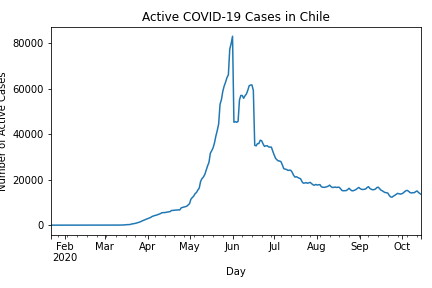 Active COVID-19 Cases in Chile
Number of Active Cases
80000
60000
40000
20000
0
Feb Mar Apr May Jun Jul Aug Sep Oct
2020
Day